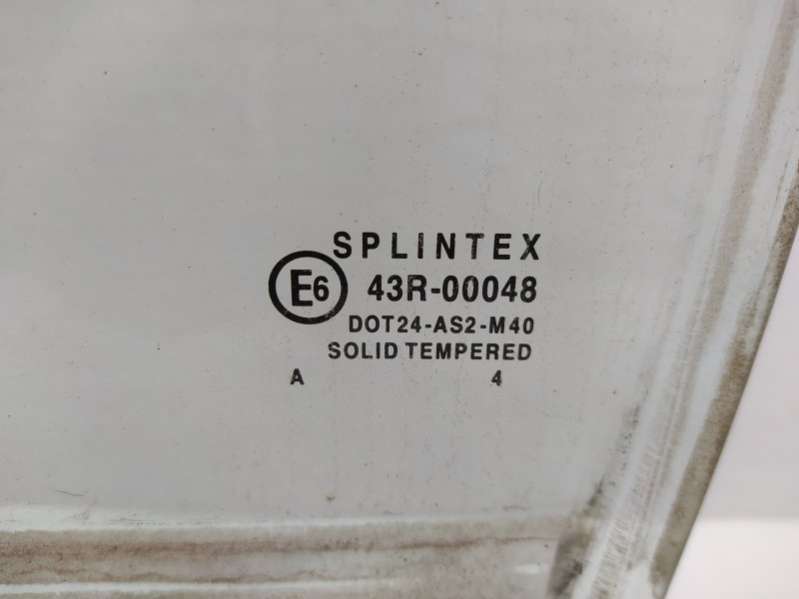 SPLINTEX
E6 43R-00048
DOT24-AS2-M40
SOLID TEMPERED
A 4